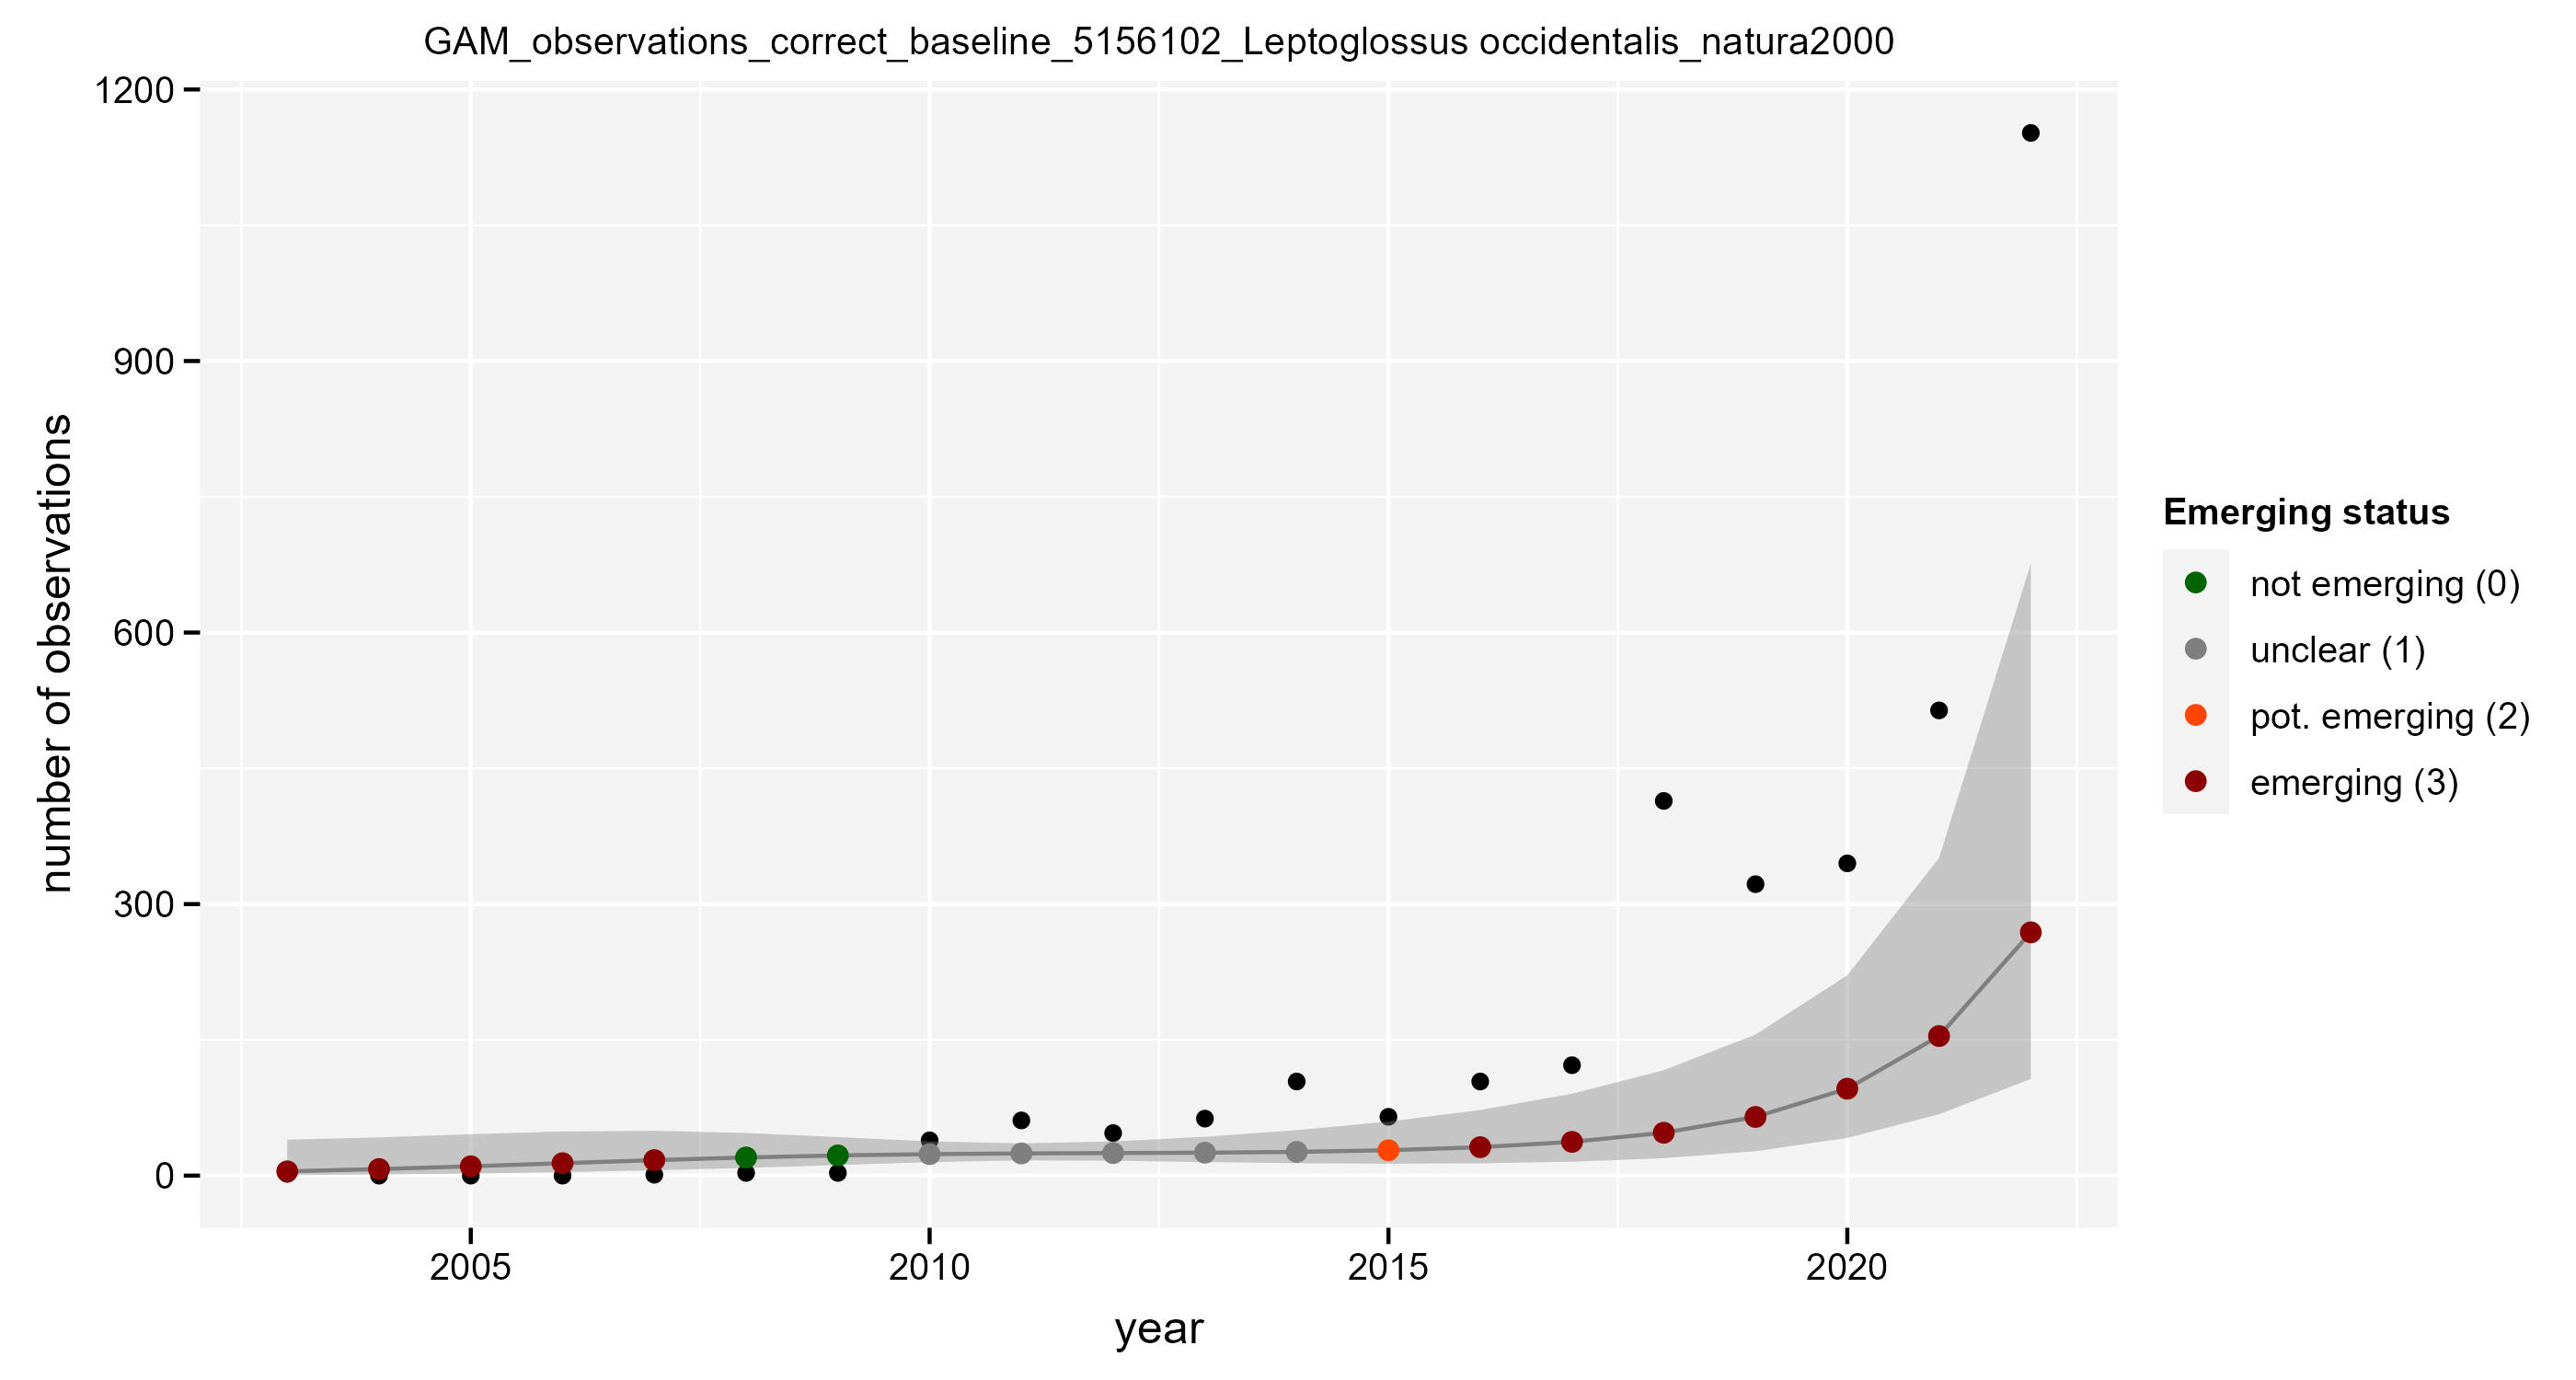 GAM_observations_correct_baseline_5156102_Leptoglossus occidentalis_natura2000
1200
900
600
300
0
number of observations
2005
2010
2015
2020
year
Emerging status
not emerging (0)
unclear (1)
pot. emerging (2)
emerging (3)